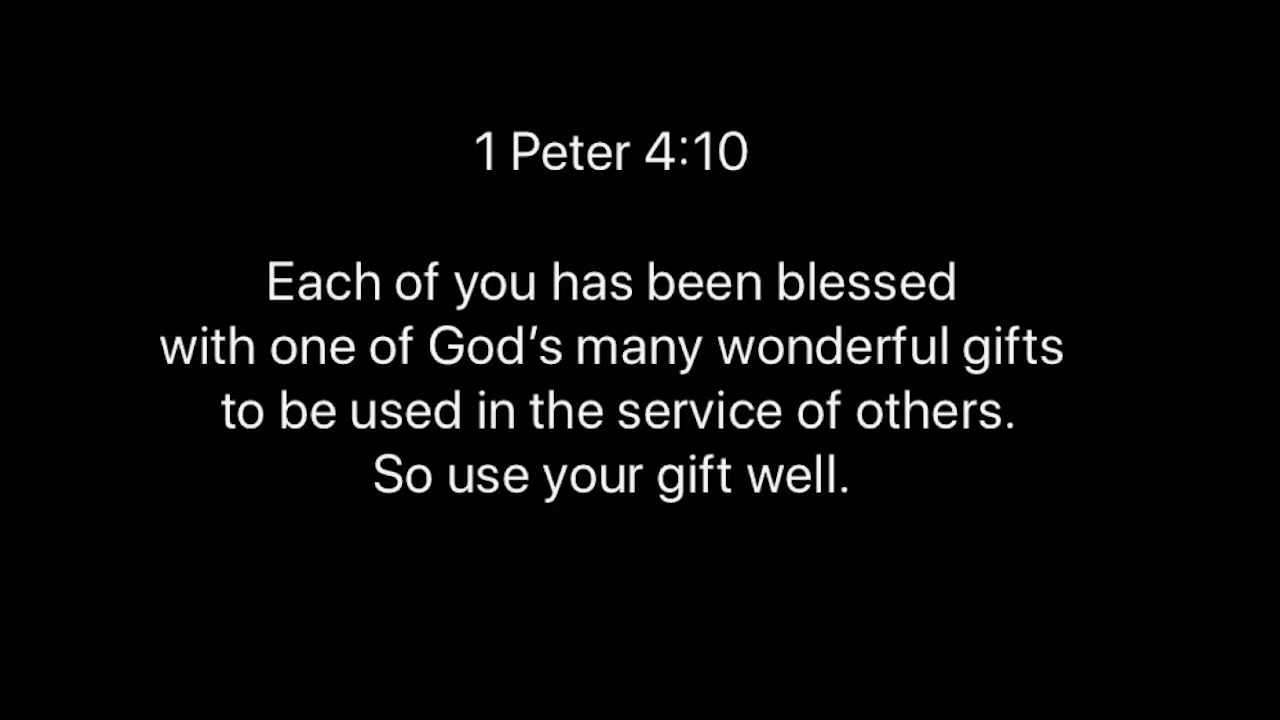 1 Peter 4:10
Each of you has been blessed
with one of God’s many wonderful gifts
to be used in the service of others.
So use your gift well.